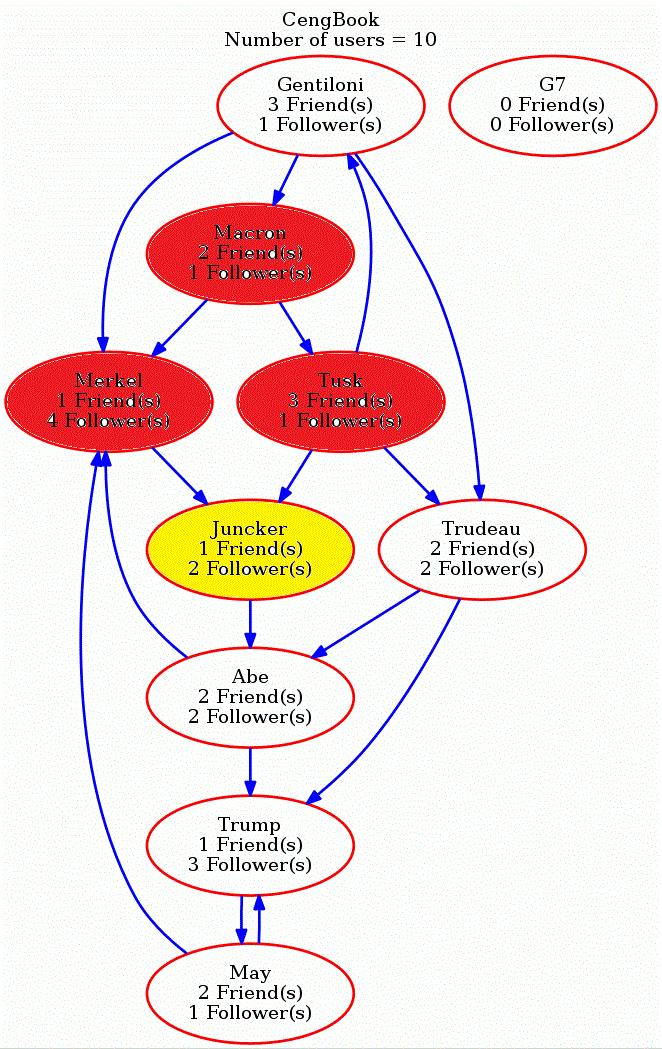 CengBook
Number of users = 10
Gentiloni
3 Friend(s)
1 Follower(s)
G7
0 Friend(s)
0 Follower(s)
Macron
2 Friend(s)
1 Follower(s)
Merkel
1 Friend(s)
4 Follower(s)
Tusk
3 Friend(s)
1 Follower(s)
Juncker
1 Friend(s)
2 Follower(s)
Trudeau
2 Friend(s)
2 Follower(s)
Abe
2 Friend(s)
2 Follower(s)
Trump
1 Friend(s)
3 Follower(s)
May
2 Friend(s)
1 Follower(s)